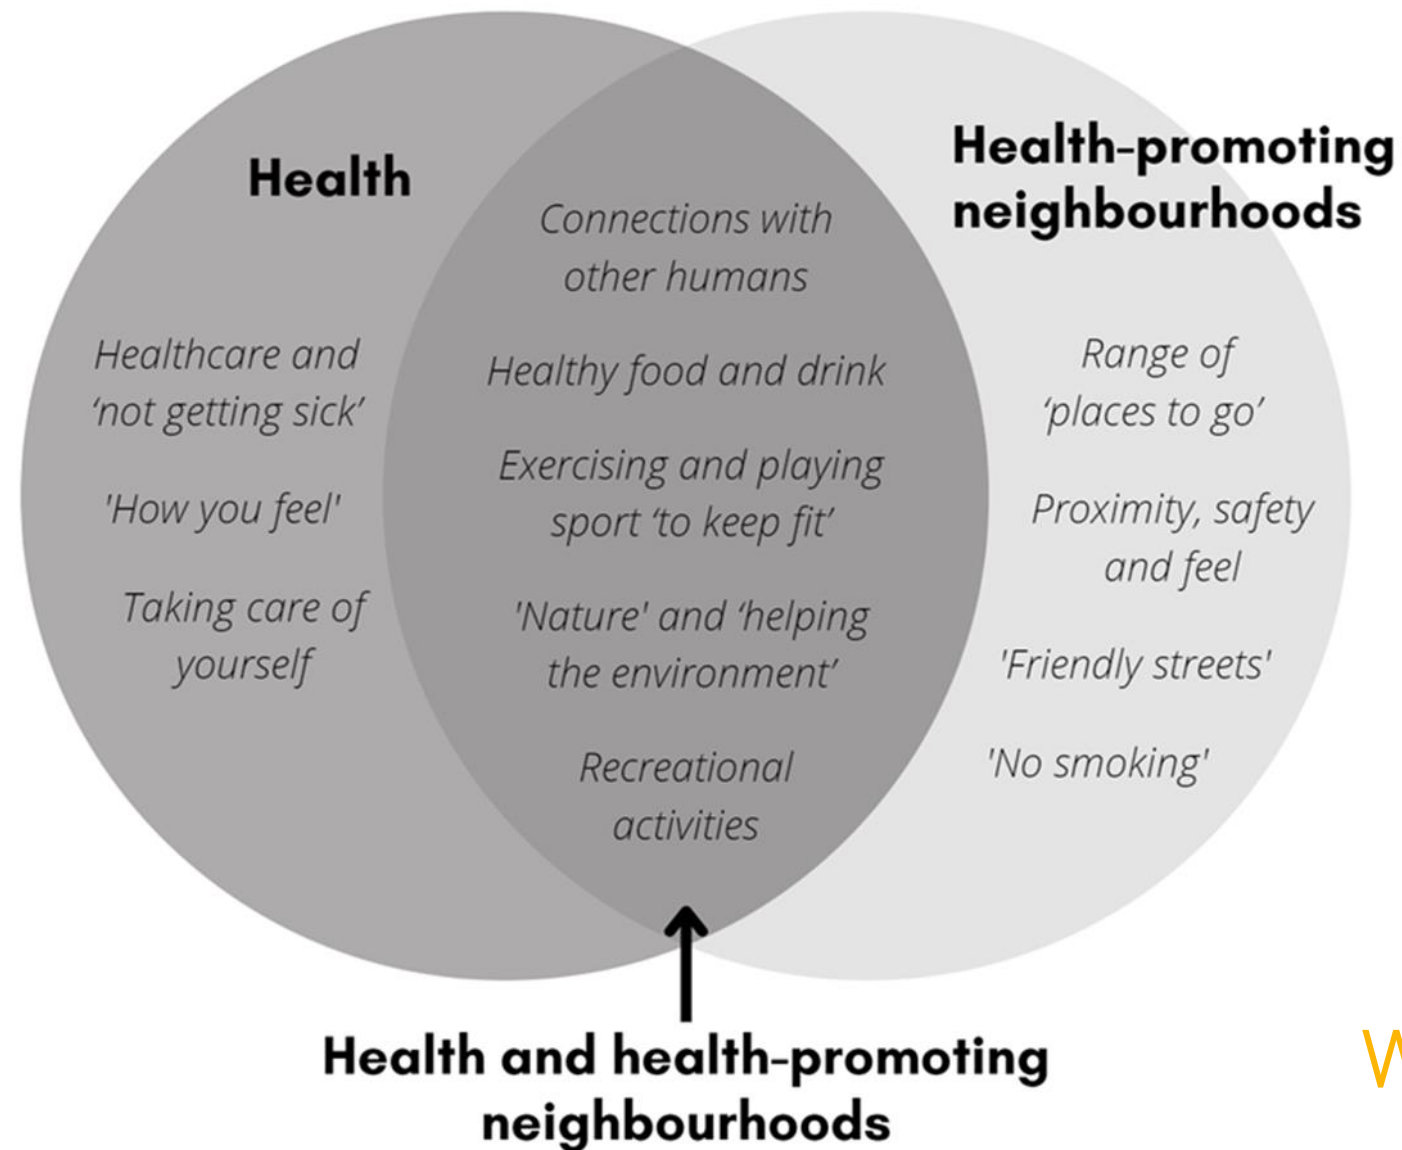 Health
Healthcare and
‘not getting sick’
'How you feel'
Taking care of
yourself
Connections with
other humans
Healthy food and drink
Exercising and playing
sport ‘to keep fit’
'Nature' and ‘helping
the environment’
Recreational
activities
Health-promoting
neighbourhoods
Range of
‘places to go’
Proximity, safety
and feel
'Friendly streets'
'No smoking'
Health and health-promoting
neighbourhoods